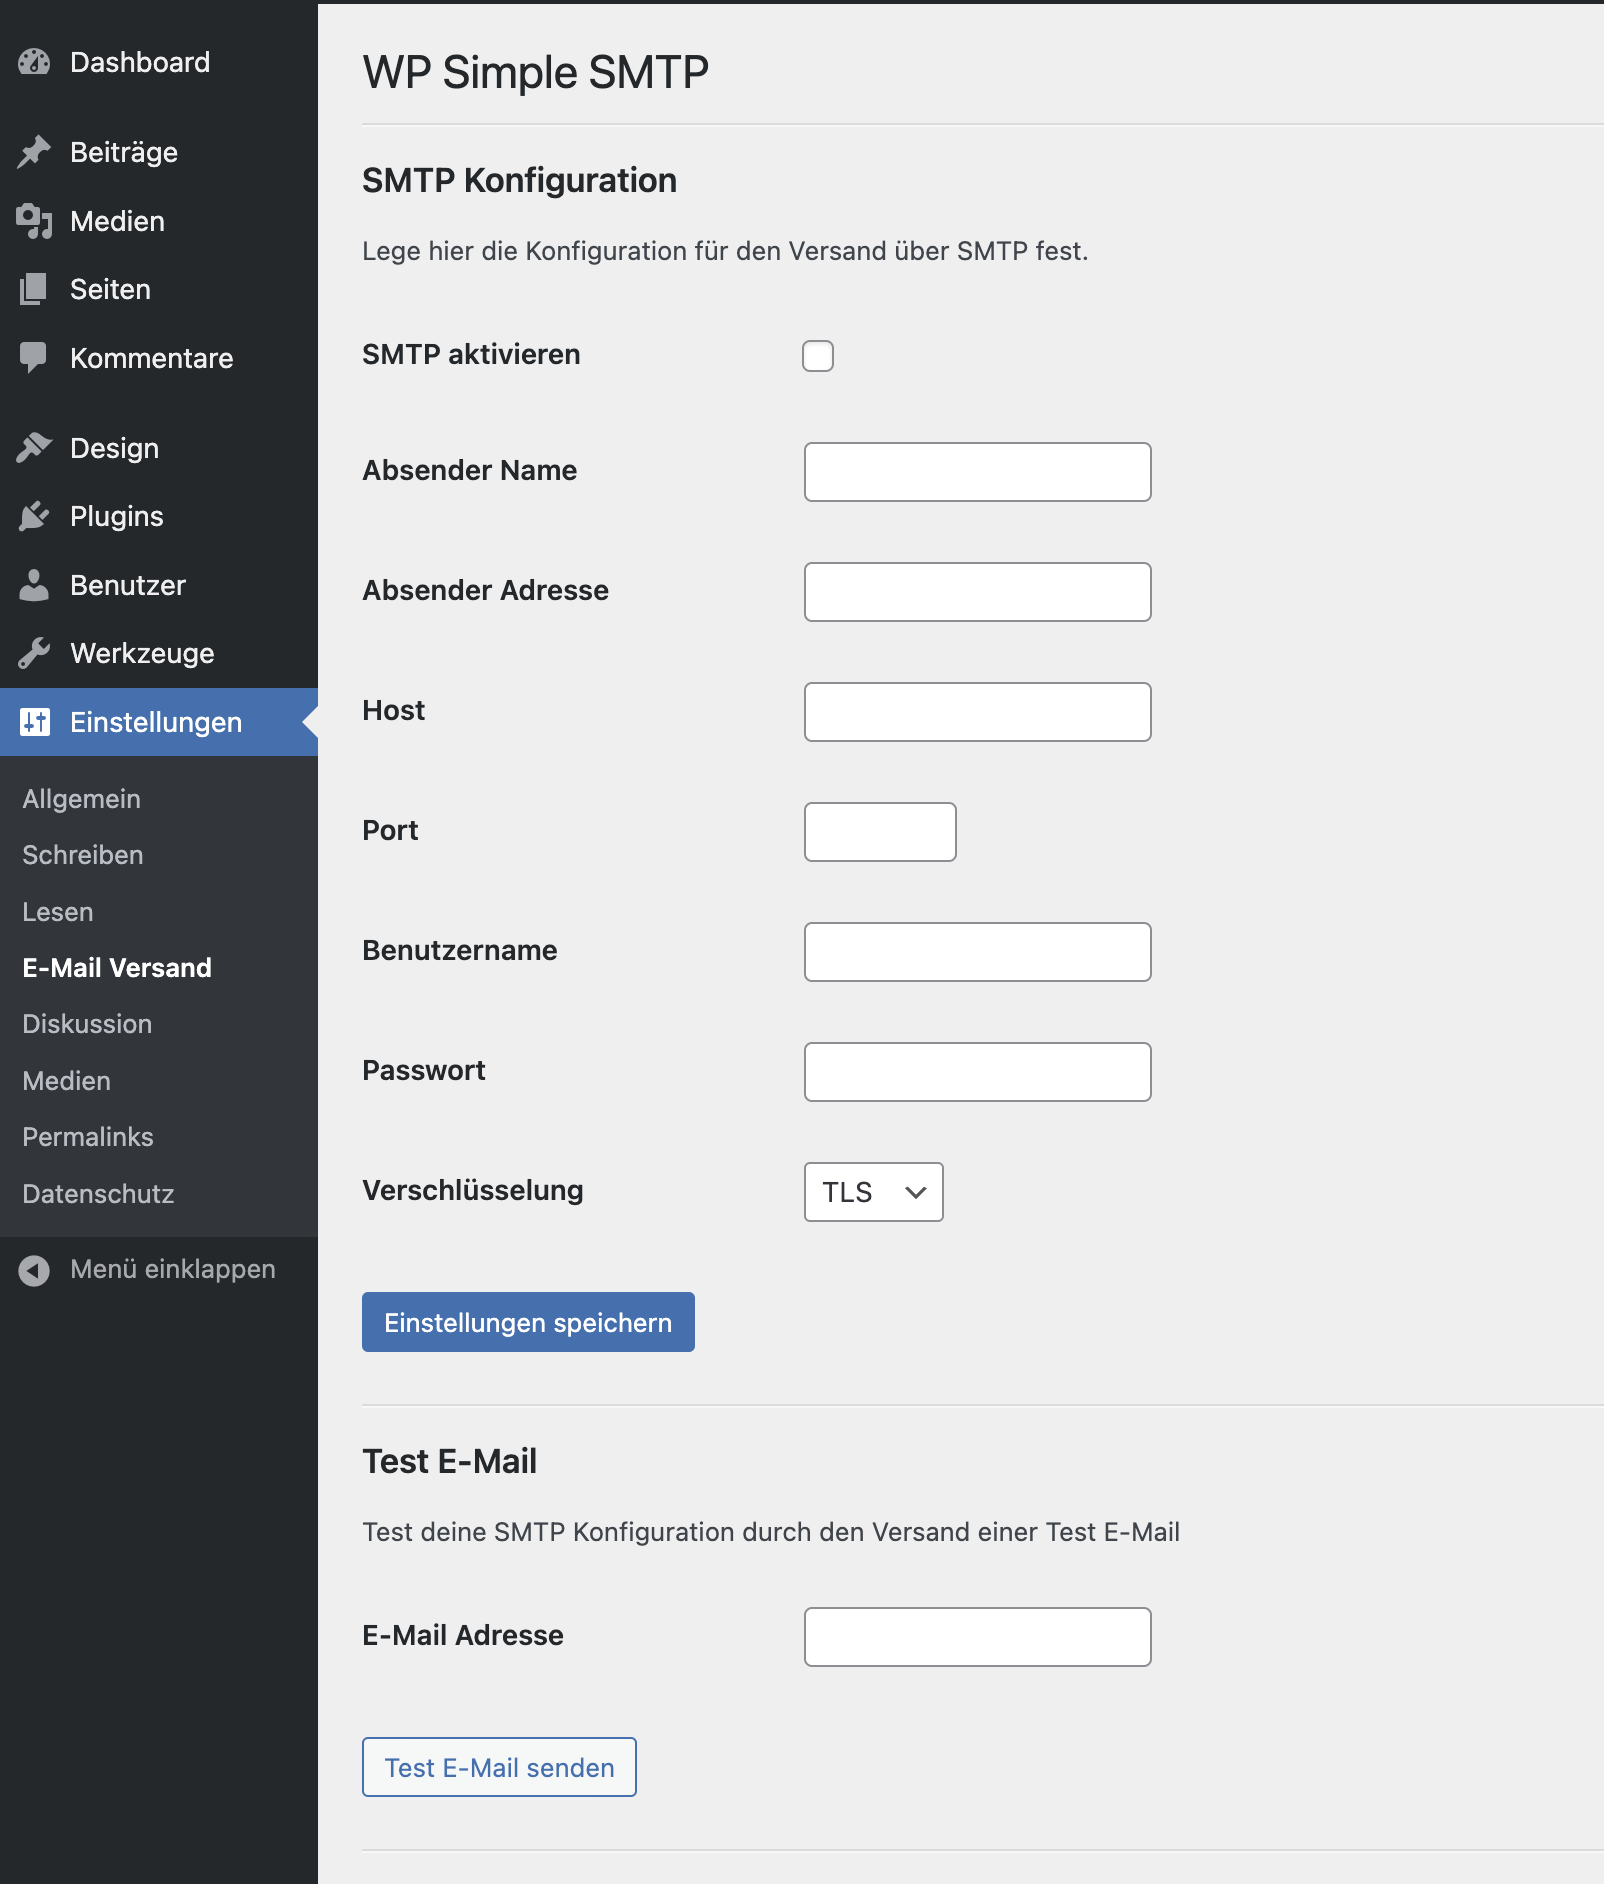 Dashboard
Beiträge
Medien
Seiten
Kommentare
Design
Plugins
Benutzer
Werkzeuge
Einstellungen
Allgemein
Schreiben
Lesen
E-Mail Versand
Diskussion
Medien
Permalinks
Datenschutz
Menü einklappen
WP Simple SMTP
SMTP Konfiguration
Lege hier die Konfiguration für den Versand über SMTP fest.
SMTP aktivieren
Absender Name
Absender Adresse
Host
Port
Benutzername
Passwort
Verschlüsselung TLS
Einstellungen speichern
Test E-Mail
Test deine SMTP Konfiguration durch den Versand einer Test E-Mail
E-Mail Adresse
Test E-Mail senden